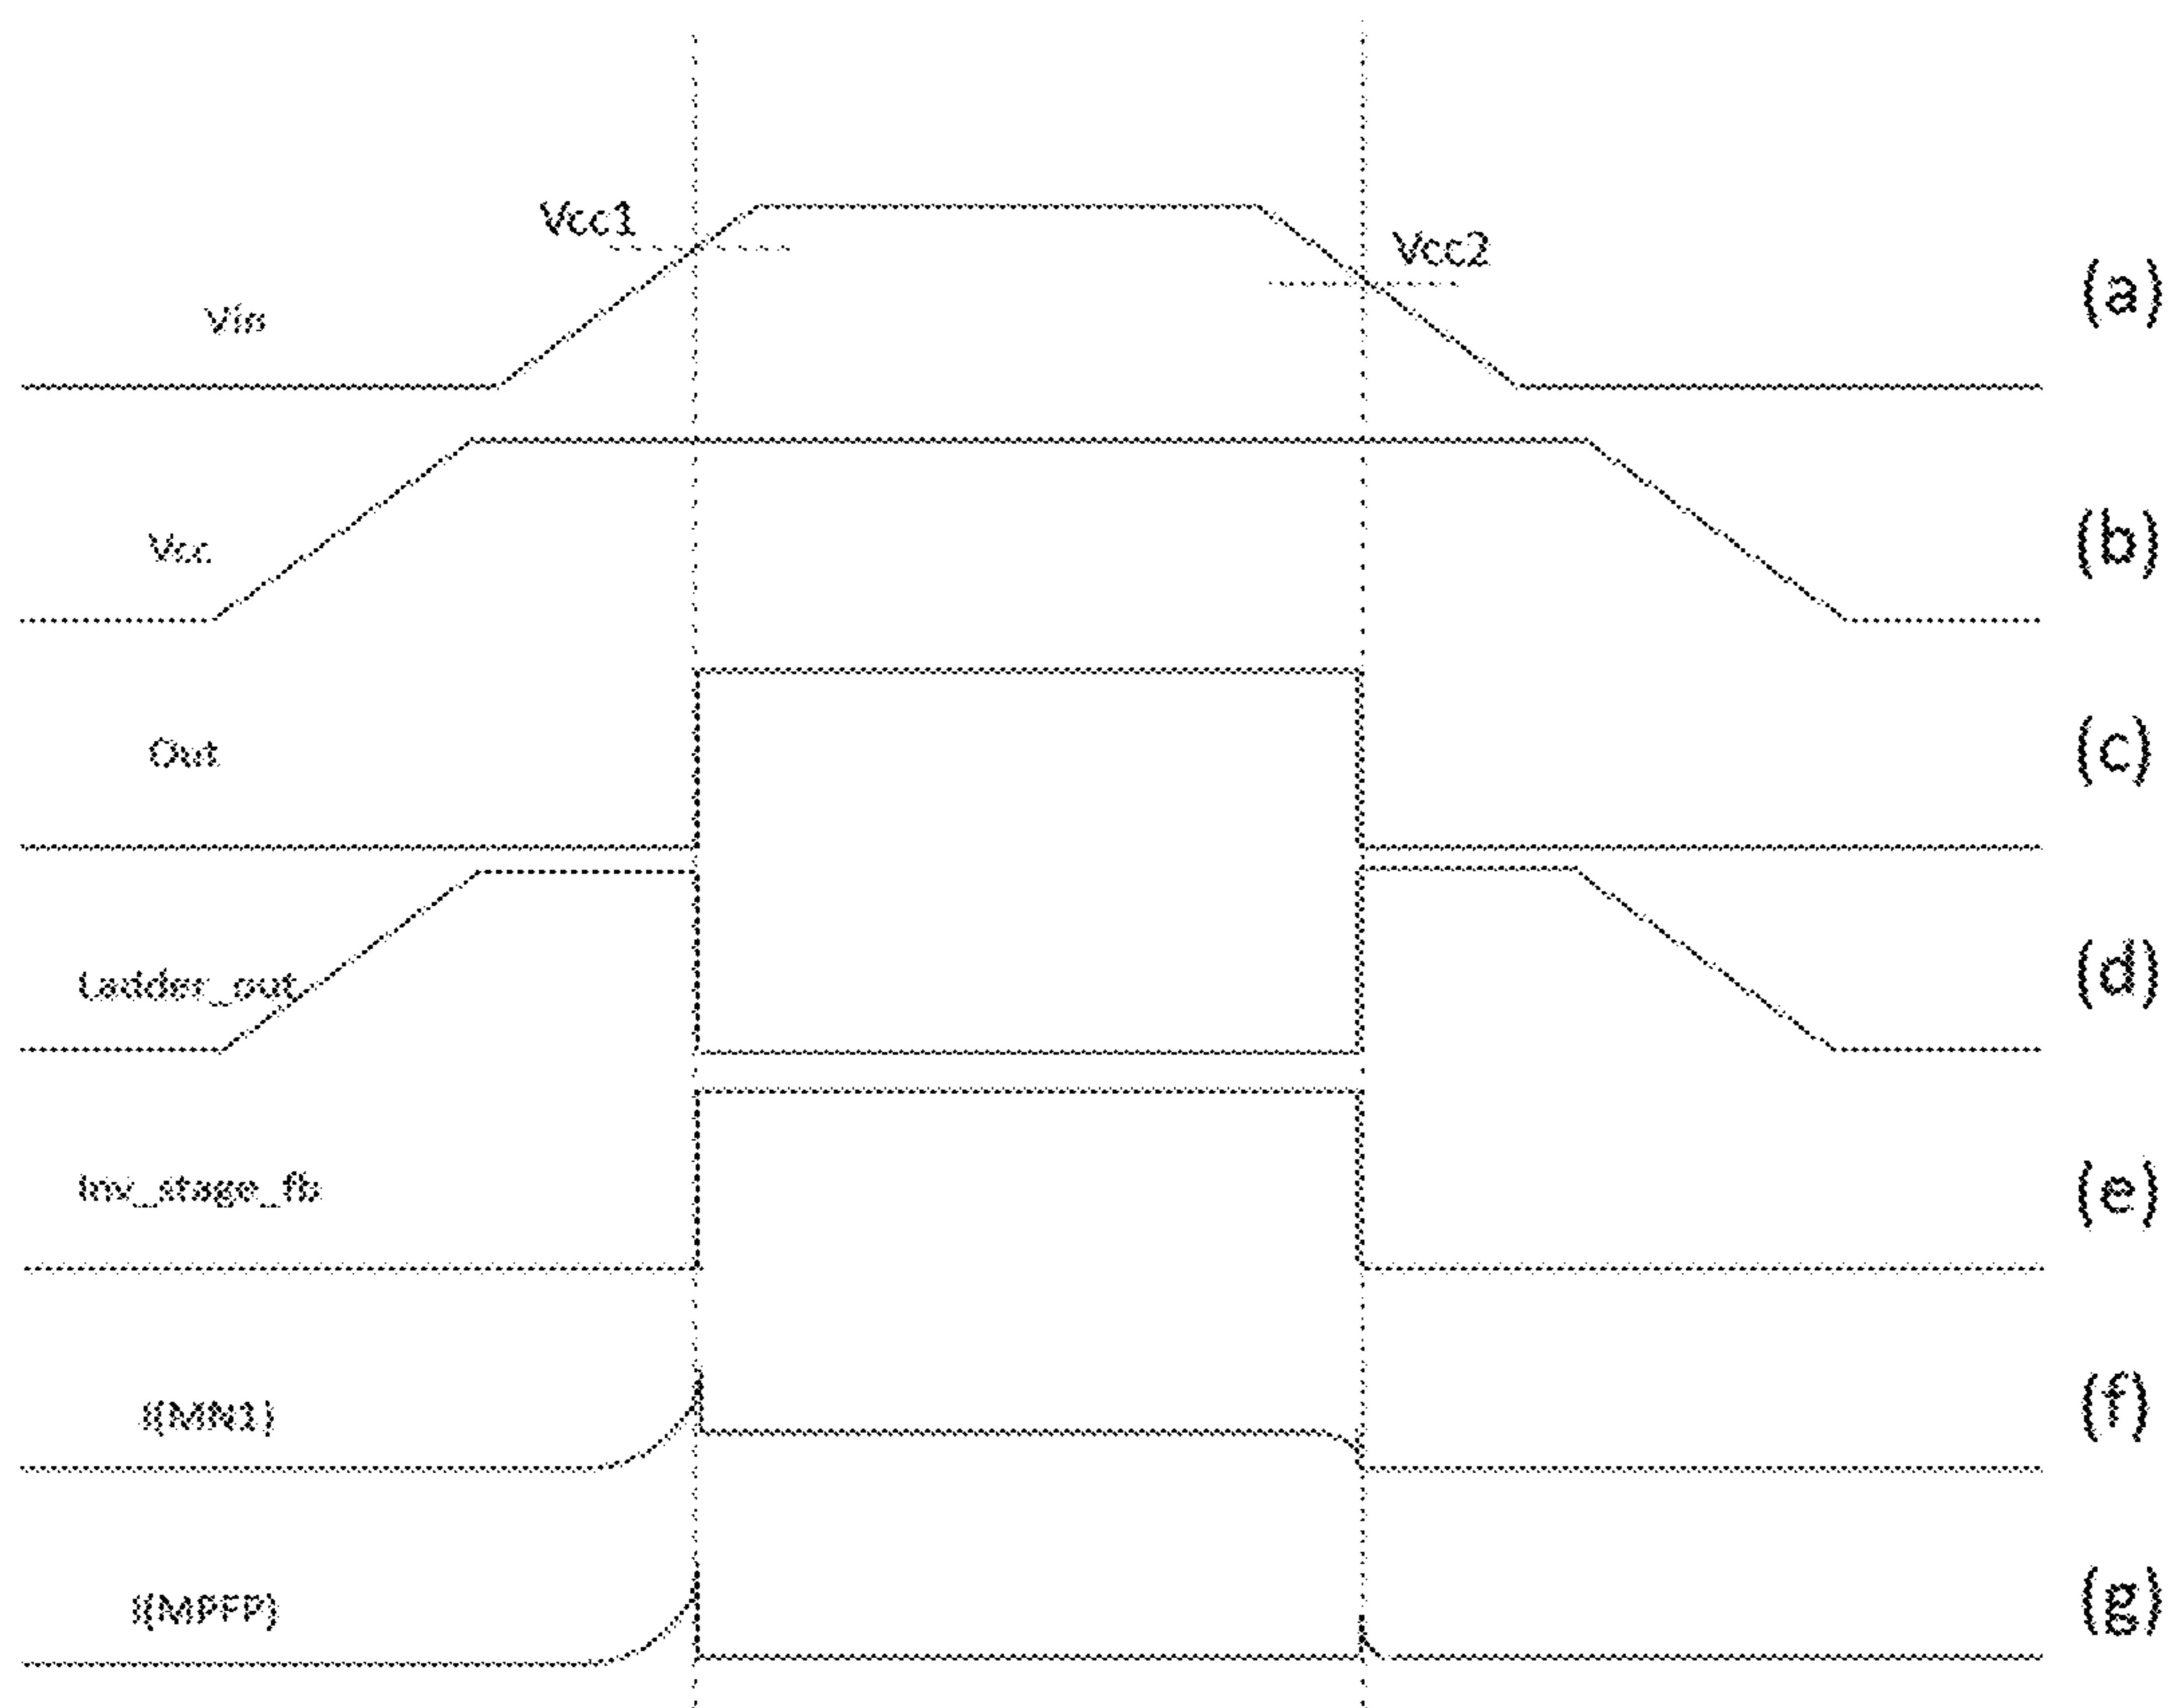 Vcc1
Vcc2
Vin
(a)
Vcc
(b)
Out
(c)
Ladder_out
(d)
Inv_stage_fb
(e)
I(MN1)
(f)
I(MPFP)
(g)